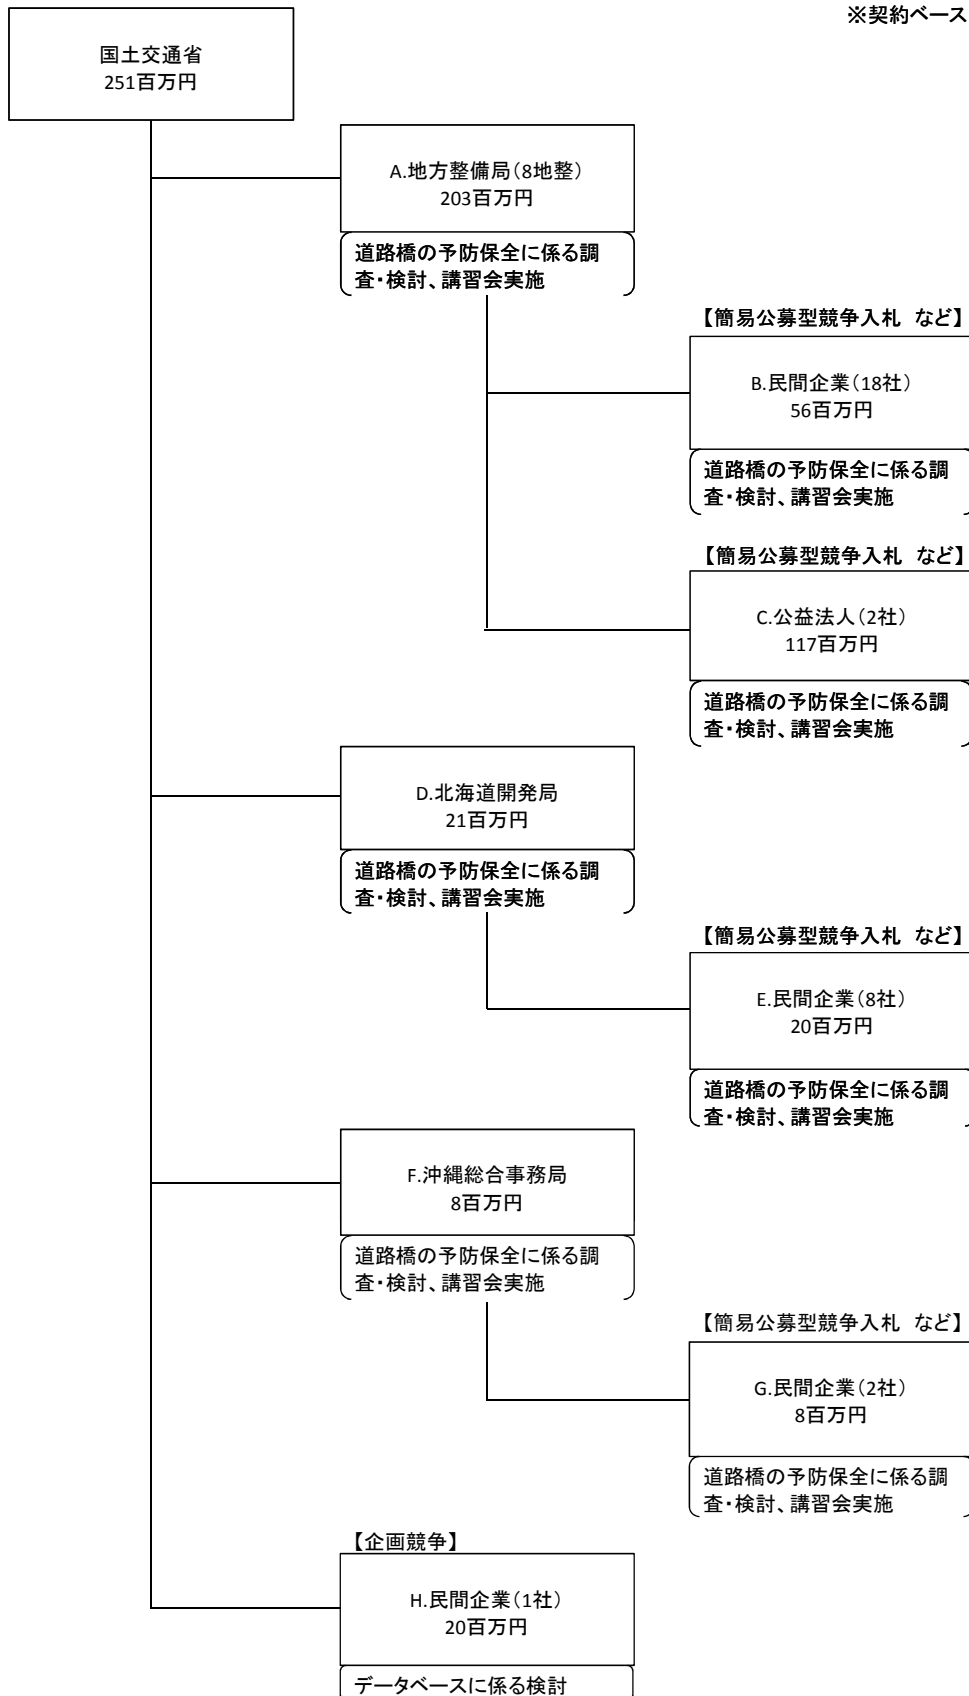 ※契約ベース
国土交通省
251百万円
A.地方整備局（8地整）
203百万円
道路橋の予防保全に係る調
査・検討、講習会実施
【簡易公募型競争入札　など】
B.民間企業（18社）
56百万円
道路橋の予防保全に係る調
査・検討、講習会実施
【簡易公募型競争入札　など】
C.公益法人（2社）
117百万円
道路橋の予防保全に係る調
査・検討、講習会実施
D.北海道開発局
21百万円
道路橋の予防保全に係る調
査・検討、講習会実施
【簡易公募型競争入札　など】
E.民間企業（8社）
20百万円
道路橋の予防保全に係る調
査・検討、講習会実施
F.沖縄総合事務局
8百万円
道路橋の予防保全に係る調
査・検討、講習会実施
【簡易公募型競争入札　など】
G.民間企業（2社）
8百万円
道路橋の予防保全に係る調
査・検討、講習会実施
【企画競争】
H.民間企業（1社）
20百万円
データベースに係る検討